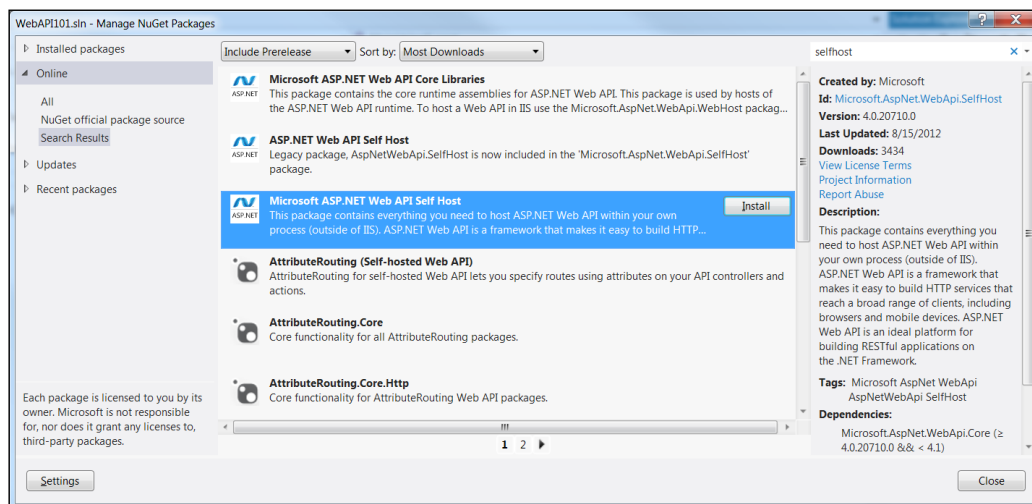 WebAPI101.sln - Manage NuGet Packages
Installed packages
Online
All
NuGet official package source
Search Results
Updates
Recent packages
Each package is licensed to you by its
owner. Microsoft is not responsible
for, nor does it grant any licenses to,
third-party packages.
Settings
Include Prerelease
Sort by: Most Downloads
ASP.NET
Microsoft ASP.NET Web API Core Libraries
This package contains the core runtime assemblies for ASP.NET Web API. This package is used by hosts of
the ASP.NET Web API runtime. To host a Web API in IIS use the Microsoft.AspNet.WebApi.WebHost packag...
ASP.NET
ASP.NET Web API Self Host
Legacy package, AspNetWebApi.SelfHost is now included in the 'Microsoft.AspNet.WebApi.SelfHost'
package.
ASP.NET
Microsoft ASP.NET Web API Self Host
This package contains everything you need to host ASP.NET Web API within your own
process (outside of IIS). ASP.NET Web API is a framework that makes it easy to build HTTP...
Install
AttributeRouting (Self-hosted Web API)
AttributeRouting for self-hosted Web API lets you specify routes using attributes on your API controllers and
actions.
AttributeRouting.Core
Core functionality for all AttributeRouting packages.
AttributeRouting.Core.Http
Core functionality for AttributeRouting Web API packages.
1 2
selfhost
Created by: Microsoft
Id: Microsoft.AspNet.WebApi.SelfHost
Version: 4.0.20710.0
Last Updated: 8/15/2012
Downloads: 3434
View License Terms
Project Information
Report Abuse
Description:
This package contains everything you
need to host ASP.NET Web API within
your own process (outside of IIS).
ASP.NET Web API is a framework that
makes it easy to build HTTP services that
reach a broad range of clients, including
browsers and mobile devices. ASP.NET
Web API is an ideal platform for
building RESTful applications on
the .NET Framework.
Tags: Microsoft AspNet WebApi
AspNetWebApi SelfHost
Dependencies:
Microsoft.AspNet.WebApi.Core (≥
4.0.20710.0 && < 4.1)
Close